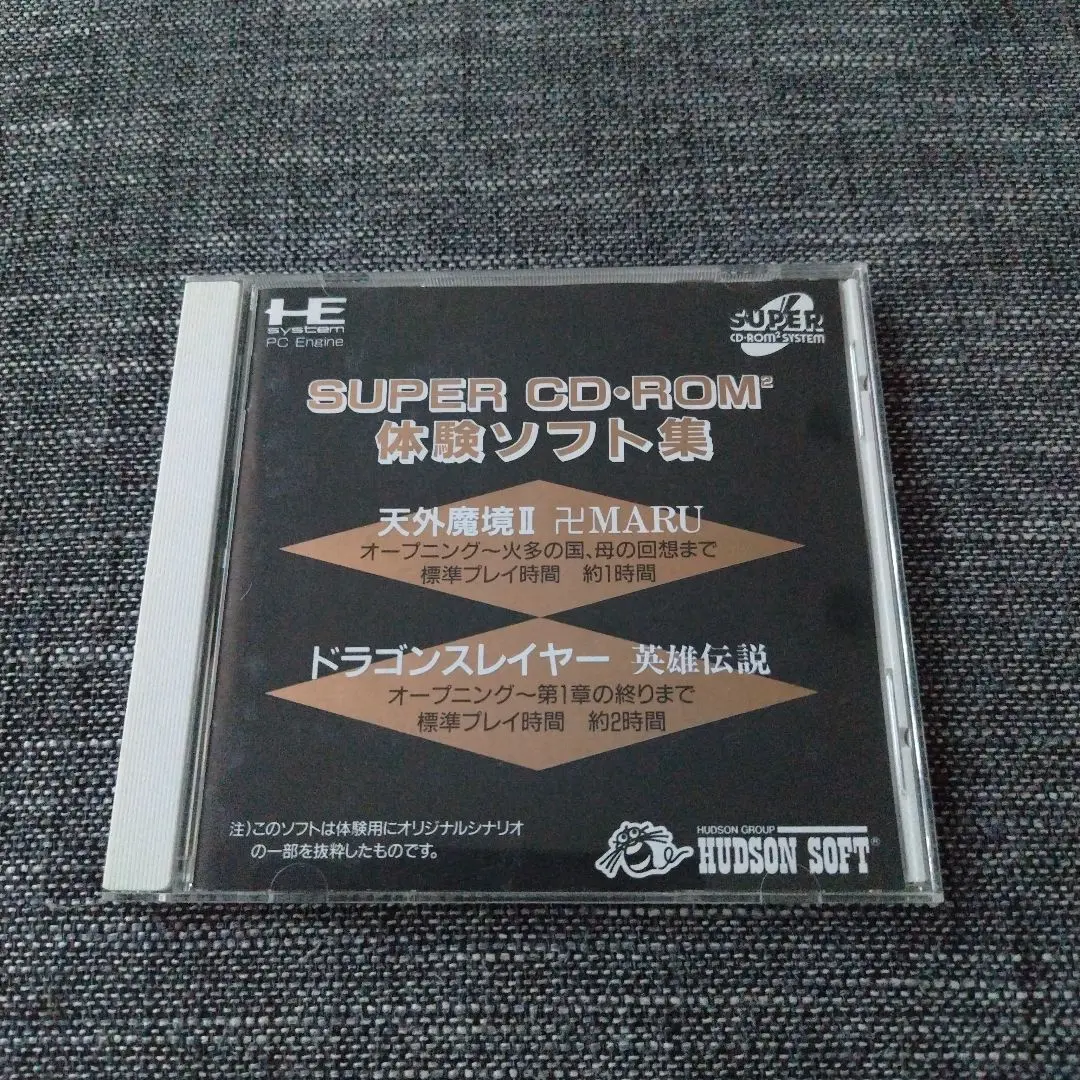 HE
system
PC Engine
SUPER
CD-ROM² SYSTEM
SUPER CD・ROM²
体験ソフト集
天外魔境Ⅱ 卍MARU
オープニング〜火多の国、母の回想まで
標準プレイ時間 約1時間
ドラゴンスレイヤー 英雄伝説
オープニング〜第1章の終りまで
標準プレイ時間 約2時間
注)このソフトは体験用にオリジナルシナリオ
の一部を抜粋したものです。
HUDSON GROUP
HUDSON SOFT®